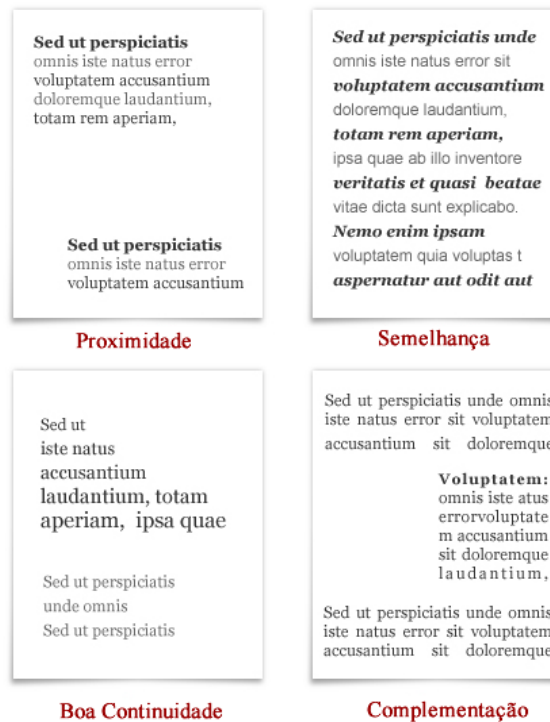 Sed ut perspiciatis
omnis iste natus error
voluptatem accusantium
doloremque laudantium,
totam rem aperiam,
Sed ut perspiciatis
omnis iste natus error
voluptatem accusantium
Proximidade
Sed ut perspiciatis unde
omnis iste natus error sit
voluptatem accusantium
doloremque laudantium,
totam rem aperiam,
ipsa quae ab illo inventore
veritatis et quasi beatae
vitae dicta sunt explicabo.
Nemo enim ipsam
voluptatem quia voluptas t
aspernatur aut odit aut
Semelhança
Sed ut
iste natus
accusantium
laudantium, totam
aperiam, ipsa quae
Sed ut perspiciatis
unde omnis
Sed ut perspiciatis
Boa Continuidade
Sed ut perspiciatis unde omnis
iste natus error sit voluptatem
accusantium sit doloremque
Voluptatem:
omnis iste atus
errorvoluptate
m accusantium
sit doloremque
laudantium,
Sed ut perspiciatis unde omnis
iste natus error sit voluptatem
accusantium sit doloremque
Complementação